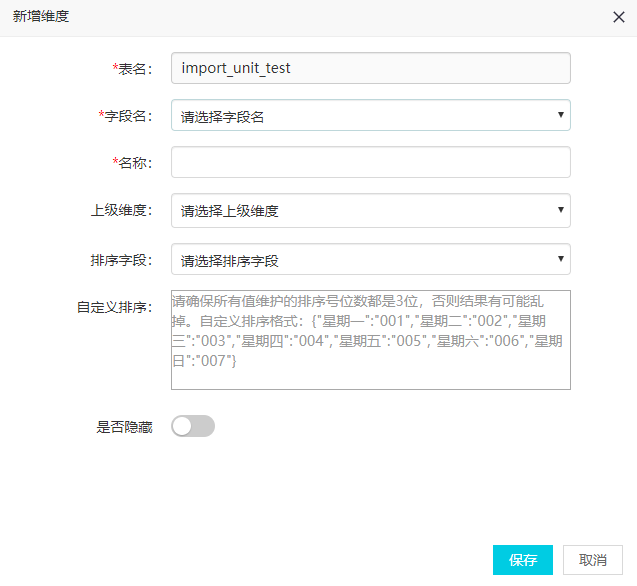 新增维度
*表名： import_unit_test
*字段名： 请选择字段名
*名称：
上级维度： 请选择上级维度
排序字段： 请选择排序字段
自定义排序： 请确保所有值维护的排序号位数都是3位，否则结果有可能乱
掉。自定义排序格式：{"星期一":"001","星期二":"002","星期
三":"003","星期四":"004","星期五":"005","星期六":"006","星期
日":"007"}
是否隐藏
保存 取消